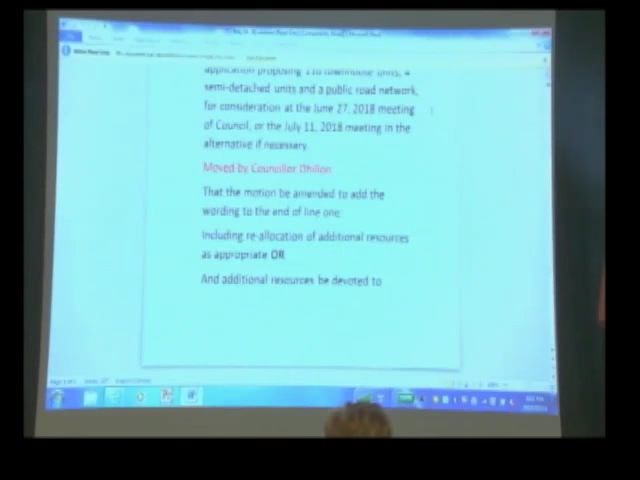 application proposing 110 townhouse units, 4
semi-detached units and a public road network,
for consideration at the June 27, 2018 meeting
of Council, or the July 11, 2018 meeting in the
alternative if necessary
Moved by Councillor Dhillon
That the motion be amended to add the
wording to the end of line one:
Including re-allocation of additional resources
as appropriate OR
And additional resources be devoted to